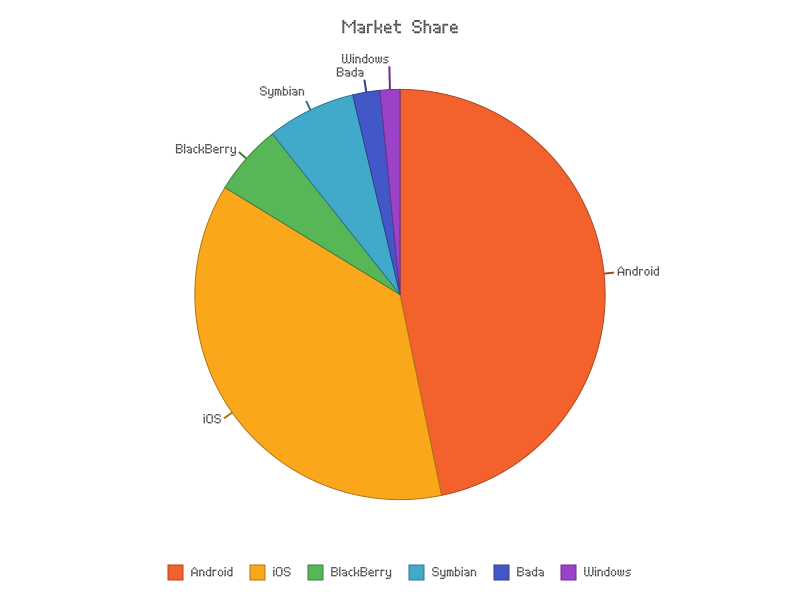 Market Share
Windows
Bada
Symbian
BlackBerry
Android
iOS
Android iOS BlackBerry Symbian Bada Windows